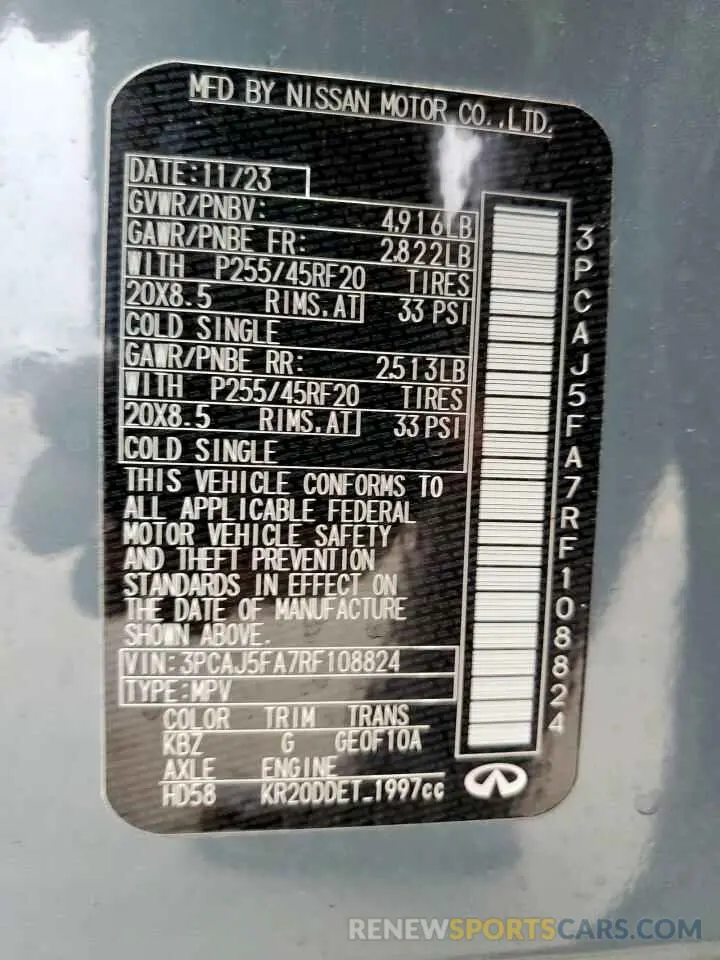 MFD BY NISSAN MOTOR CO.,LTD.
DATE:11/23
GVWR/PNBV: 4,916LB
GAWR/PNBE FR: 2,822LB
WITH P255/45RF20 TIRES
20X8.5 RIMS.AT 33 PSI
COLD SINGLE
GAWR/PNBE RR: 2513LB
WITH P255/45RF20 TIRES
20X8.5 RIMS.AT 33 PSI
COLD SINGLE
THIS VEHICLE CONFORMS TO
ALL APPLICABLE FEDERAL
MOTOR VEHICLE SAFETY
AND THEFT PREVENTION
STANDARDS IN EFFECT ON
THE DATE OF MANUFACTURE
SHOWN ABOVE.
VIN:3PCAJ5FA7RF108824
TYPE:MPV
COLOR TRIM TRANS
KBZ G GE0F10A
AXLE ENGINE
HD58 KR20DDET_1997cc
3PCAJ5FA7RF108824
RENEWSPORTSCARS.COM